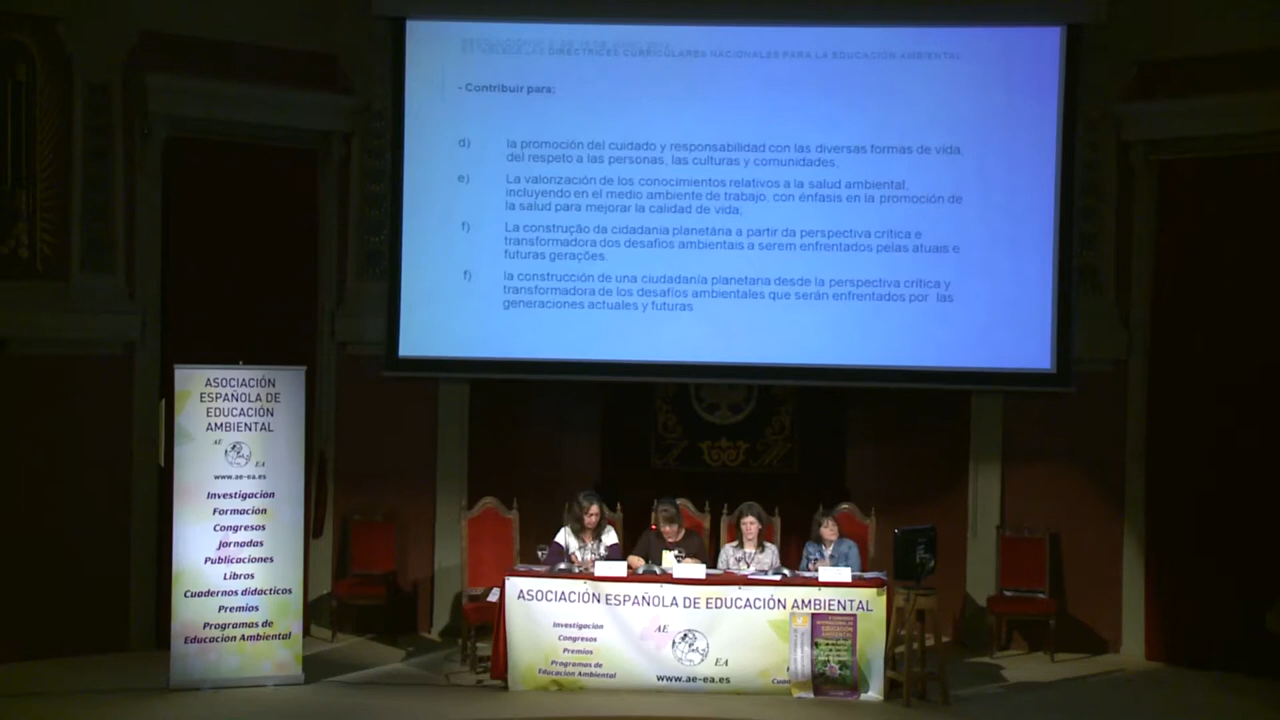 ESTABLECE LAS DIRECTRICES CURRICULARES NACIONALES PARA LA EDUCACIÓN AMBIENTAL
- Contribuir para:
d) la promoción del cuidado y responsabilidad con las diversas formas de vida,
del respeto a las personas, las culturas y comunidades,
e) La valorización de los conocimientos relativos a la salud ambiental,
incluyendo en el medio ambiente de trabajo, con énfasis en la promoción de
la salud para mejorar la calidad de vida;
f) La construção da cidadania planetária a partir da perspectiva crítica e
transformadora dos desafios ambientais a serem enfrentados pelas atuais e
futuras gerações.
f) la construcción de una ciudadanía planetaria desde la perspectiva crítica y
transformadora de los desafíos ambientales que serán enfrentados por las
generaciones actuales y futuras
ASOCIACIÓN
ESPAÑOLA DE
EDUCACIÓN
AMBIENTAL
AE
EA
www.ae-ea.es
Investigación
Formación
Congresos
Jornadas
Publicaciones
Libros
Cuadernos didácticos
Premios
Programas de
Educación Ambiental
ASOCIACIÓN ESPAÑOLA DE EDUCACIÓN AMBIENTAL
Investigación
Congresos
Premios
Programas de
Educación Ambiental
AE
EA
www.ae-ea.es
EDUCACIÓN
AMBIENTAL